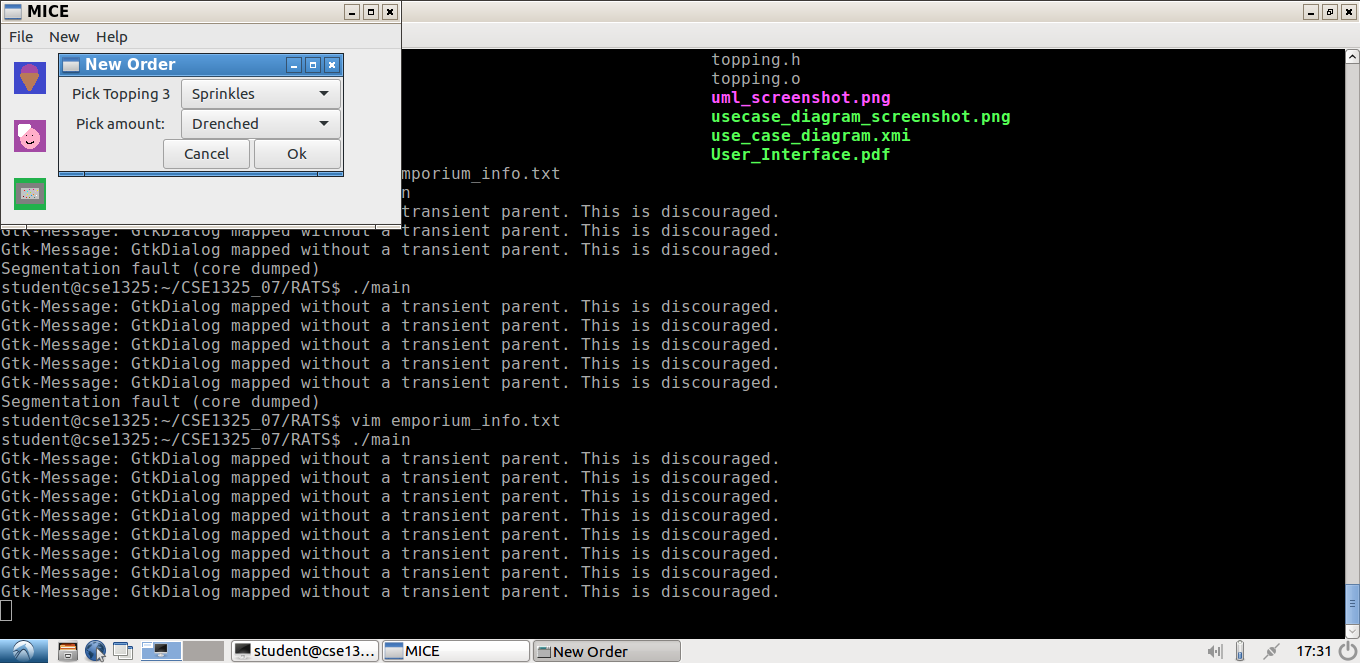 MICE
File New Help
New Order
Pick Topping 3 Sprinkles
Pick amount: Drenched
Cancel Ok
topping.h
topping.o
uml_screenshot.png
usecase_diagram_screenshot.png
use_case_diagram.xmi
User_Interface.pdf
mporium_info.txt
n
transient parent. This is discouraged.
Gtk-Message: GtkDialog mapped without a transient parent. This is discouraged.
Gtk-Message: GtkDialog mapped without a transient parent. This is discouraged.
Segmentation fault (core dumped)
student@cse1325:~/CSE1325_07/RATS$ ./main
Gtk-Message: GtkDialog mapped without a transient parent. This is discouraged.
Gtk-Message: GtkDialog mapped without a transient parent. This is discouraged.
Gtk-Message: GtkDialog mapped without a transient parent. This is discouraged.
Gtk-Message: GtkDialog mapped without a transient parent. This is discouraged.
Gtk-Message: GtkDialog mapped without a transient parent. This is discouraged.
Segmentation fault (core dumped)
student@cse1325:~/CSE1325_07/RATS$ vim emporium_info.txt
student@cse1325:~/CSE1325_07/RATS$ ./main
Gtk-Message: GtkDialog mapped without a transient parent. This is discouraged.
Gtk-Message: GtkDialog mapped without a transient parent. This is discouraged.
Gtk-Message: GtkDialog mapped without a transient parent. This is discouraged.
Gtk-Message: GtkDialog mapped without a transient parent. This is discouraged.
Gtk-Message: GtkDialog mapped without a transient parent. This is discouraged.
Gtk-Message: GtkDialog mapped without a transient parent. This is discouraged.
Gtk-Message: GtkDialog mapped without a transient parent. This is discouraged.
Gtk-Message: GtkDialog mapped without a transient parent. This is discouraged.
student@cse13... MICE New Order 17:31